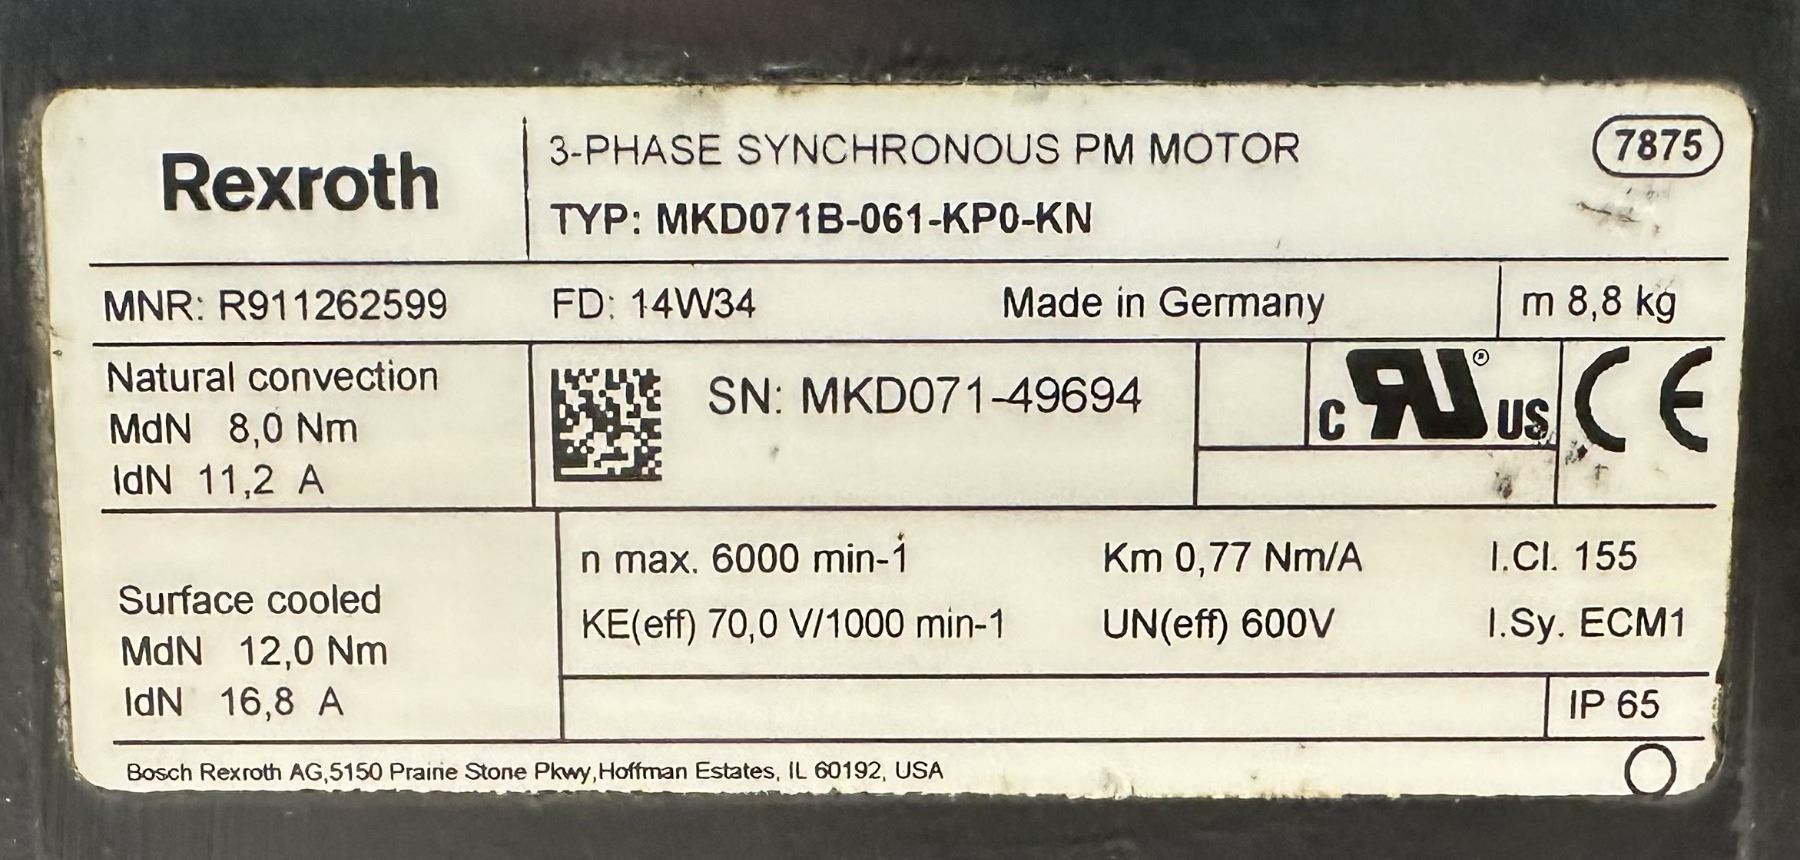 Rexroth
3-PHASE SYNCHRONOUS PM MOTOR
7875
TYP: MKD071B-061-KP0-KN
MNR: R911262599 FD: 14W34 Made in Germany m 8,8 kg
Natural convection
MdN 8,0 Nm
IdN 11,2 A
SN: MKD071-49694
c RU ® US CE
Surface cooled
MdN 12,0 Nm
IdN 16,8 A
n max. 6000 min-1 Km 0,77 Nm/A I.Cl. 155
KE(eff) 70,0 V/1000 min-1 UN(eff) 600V I.Sy. ECM1
IP 65
Bosch Rexroth AG,5150 Prairie Stone Pkwy,Hoffman Estates, IL 60192, USA